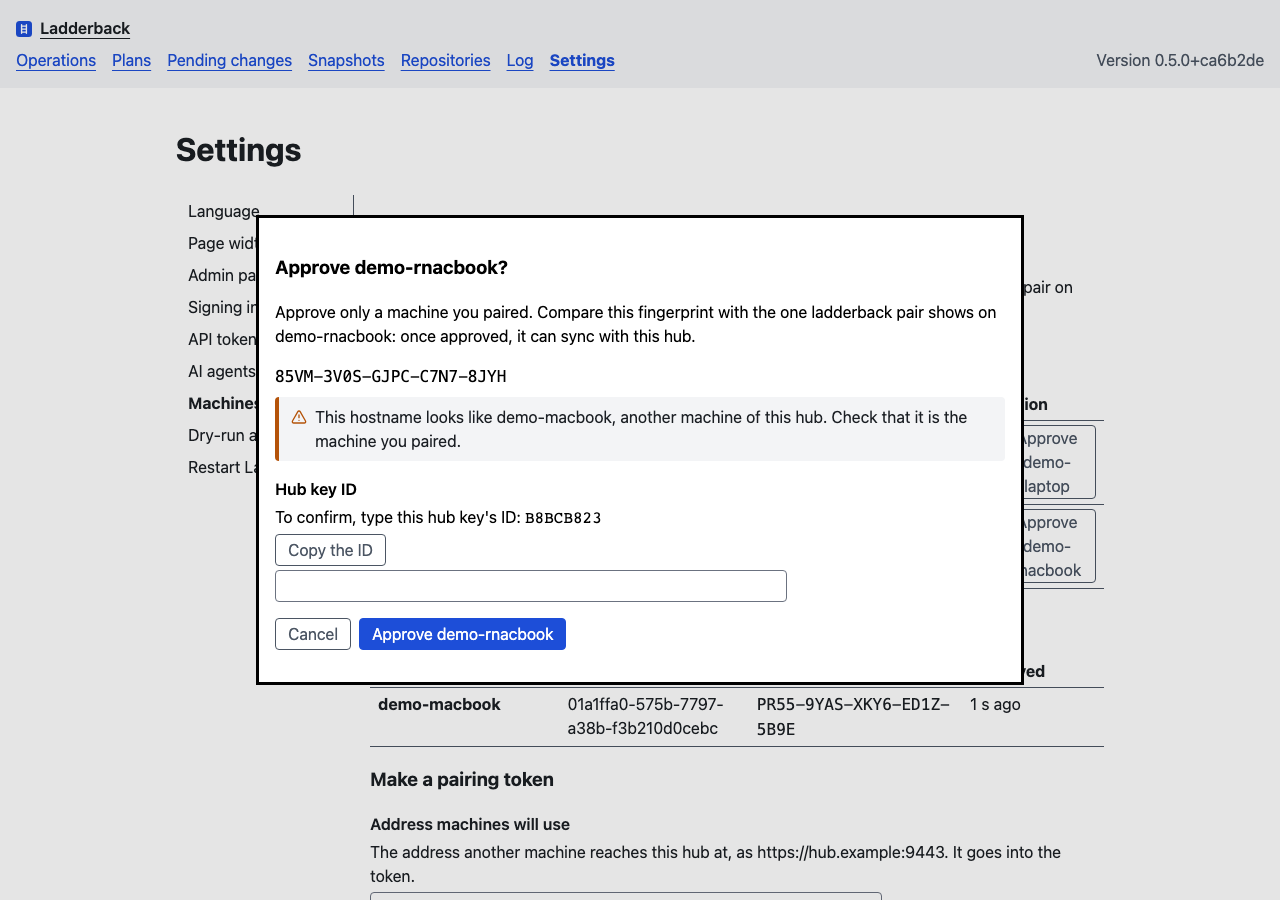 Ladderback
Operations Plans Pending changes Snapshots Repositories Log Settings Version 0.5.0+ca6b2de
Settings
Language
Page widt
Admin pa
Signing in
API token
AI agents
Machines
Dry-run a
Restart La
pair on
Approve demo-rnacbook?
Approve only a machine you paired. Compare this fingerprint with the one ladderback pair shows on
demo-rnacbook: once approved, it can sync with this hub.
85VM-3V0S-GJPC-C7N7-8JYH
This hostname looks like demo-macbook, another machine of this hub. Check that it is the
machine you paired.
Hub key ID
To confirm, type this hub key's ID: B8BCB823
Copy the ID
Cancel Approve demo-rnacbook
ion
Approve
demo-
laptop
Approve
demo-
nacbook
ved
demo-macbook 01a1ffa0-575b-7797- PR55-9YAS-XKY6-ED1Z- 1 s ago
a38b-f3b210d0cebc 5B9E
Make a pairing token
Address machines will use
The address another machine reaches this hub at, as https://hub.example:9443. It goes into the
token.